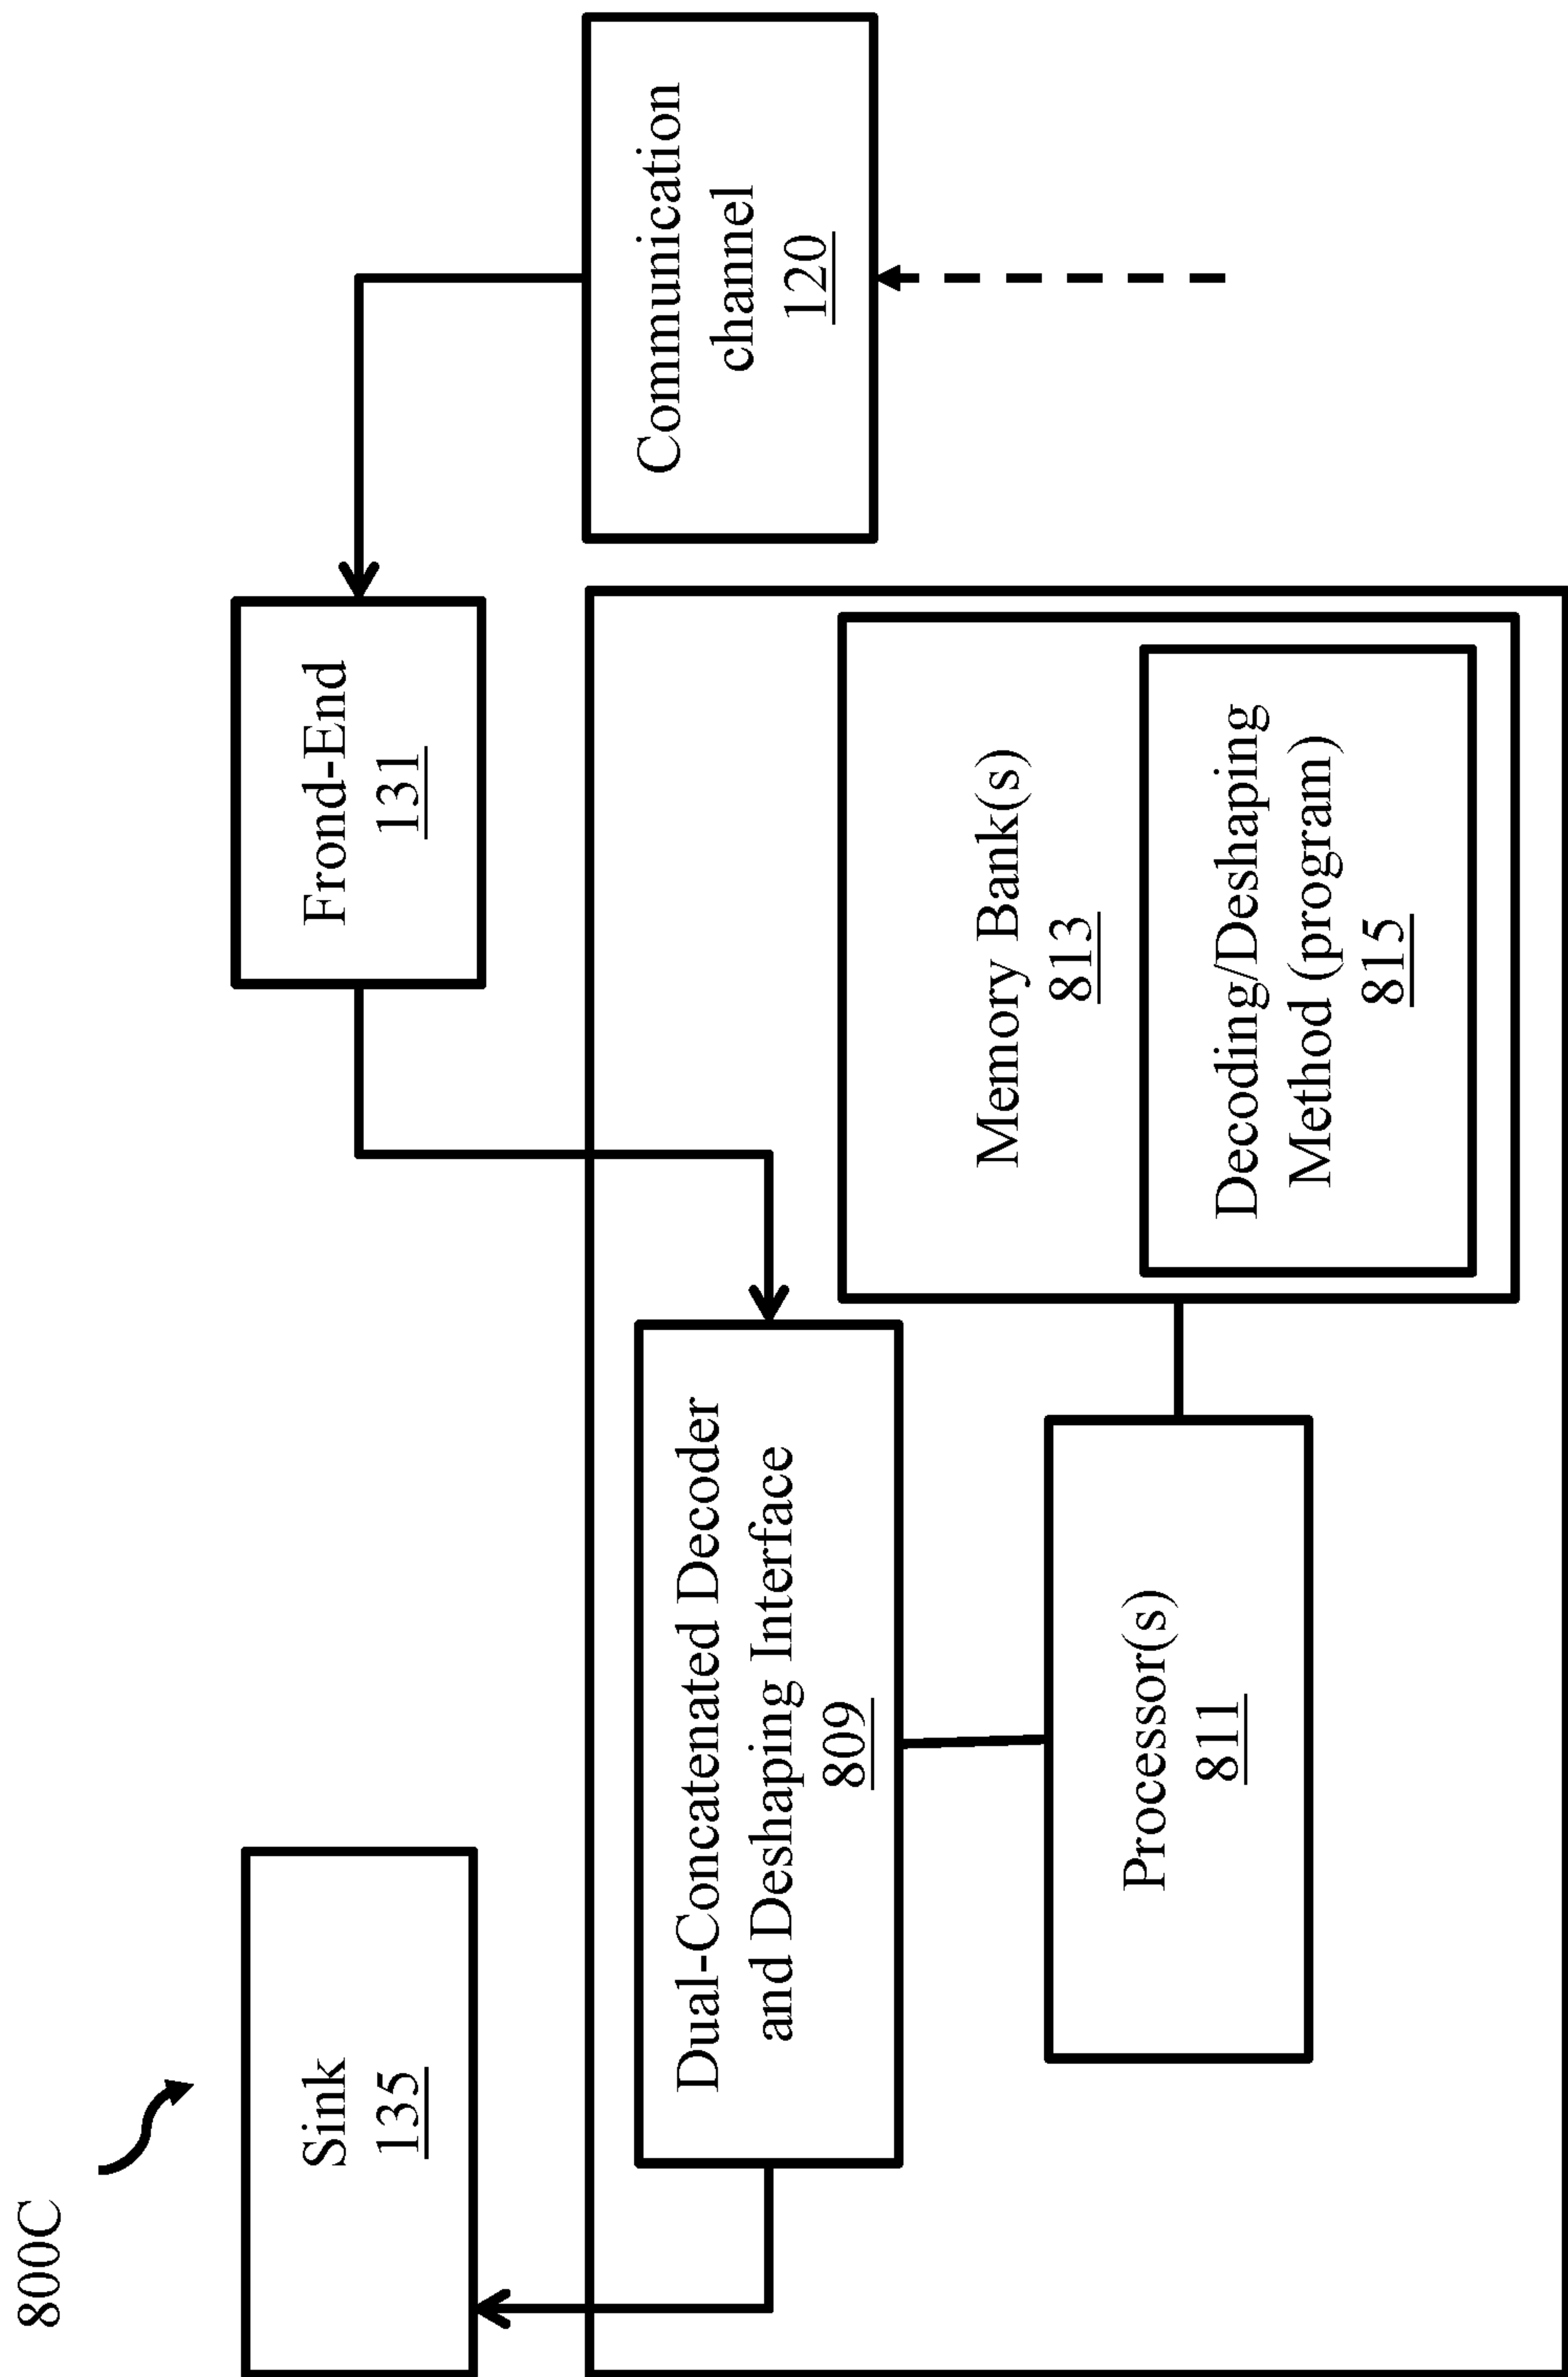 800C
Sink
135
Frond-End
131
Communication
channel
120
Dual-Concatenated Decoder
and Deshaping Interface
809
Memory Bank(s)
813
Processor(s)
811
Decoding/Deshaping
Method (program)
815